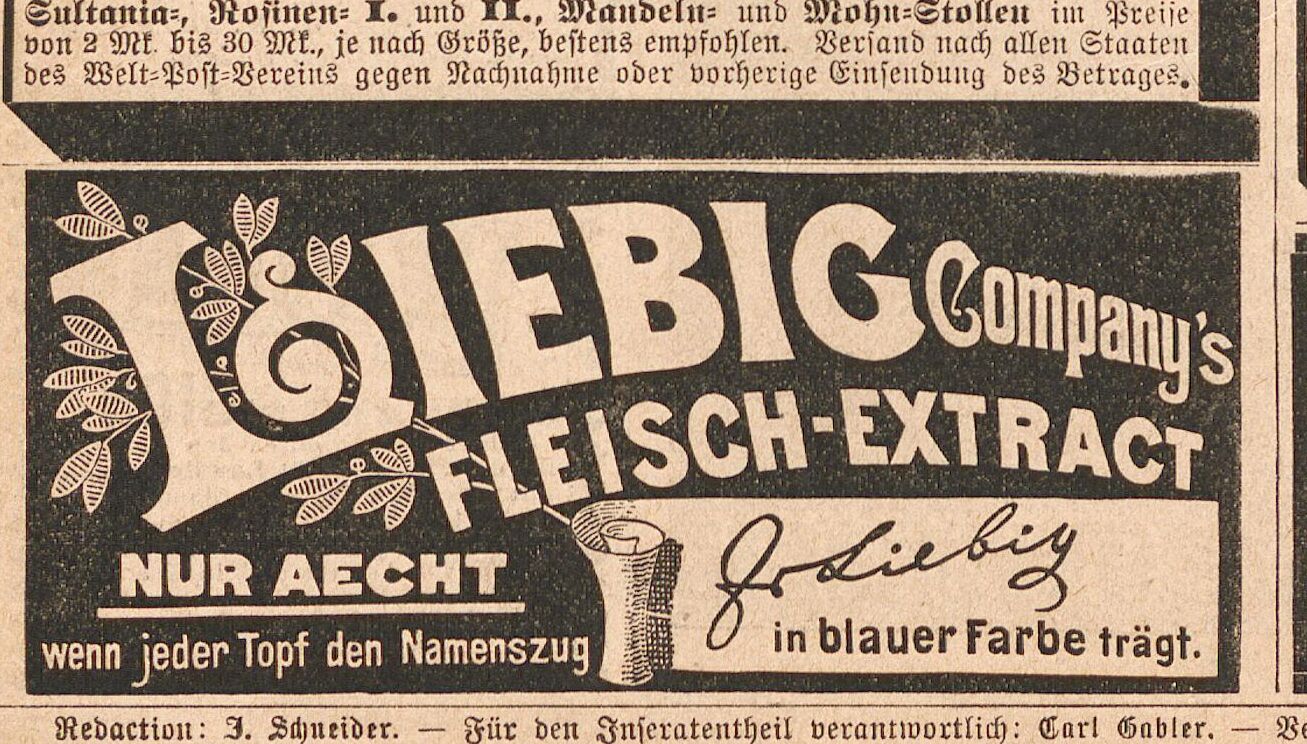 Sultania-, Rosinen- I. und II., Mandeln- und Mohn-Stollen im Preise
von 2 Mk. bis 30 Mk., je nach Größe, bestens empfohlen. Versand nach allen Staaten
des Welt-Post-Vereins gegen Nachnahme oder vorherige Einsendung des Betrages.
LIEBIG Company's
FLEISCH-EXTRACT
NUR AECHT
wenn jeder Topf den Namenszug
J v Liebig
in blauer Farbe trägt.
Redaction: J. Schneider. — Für den Inseratentheil verantwortlich: Carl Gabler. —